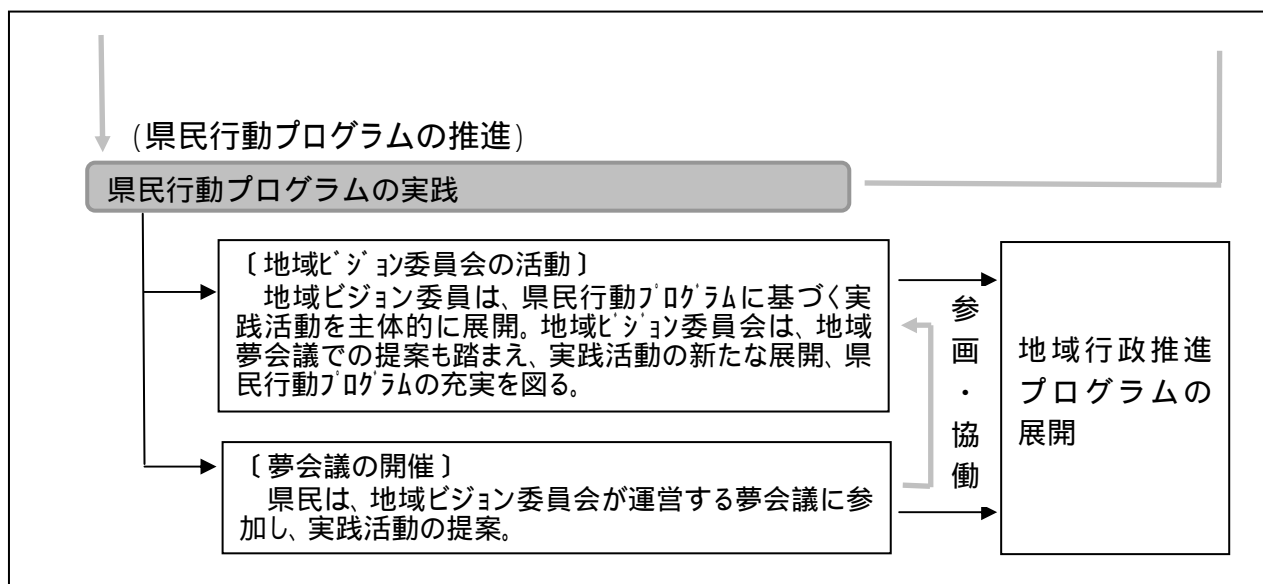 (県民行動プログラムの推進)
県民行動プログラムの実践
〔地域ﾋﾞｼﾞｮﾝ委員会の活動〕
地域ビジョン委員は、県民行動ﾌﾟﾛｸﾞﾗﾑに基づく実
践活動を主体的に展開。地域ﾋﾞｼﾞｮﾝ委員会は、地域
夢会議での提案も踏まえ、実践活動の新たな展開、県
民行動ﾌﾟﾛｸﾞﾗﾑの充実を図る。
〔夢会議の開催〕
県民は、地域ビジョン委員会が運営する夢会議に参
加し、実践活動の提案。
参画・協働
地域行政推進
プログラムの
展開